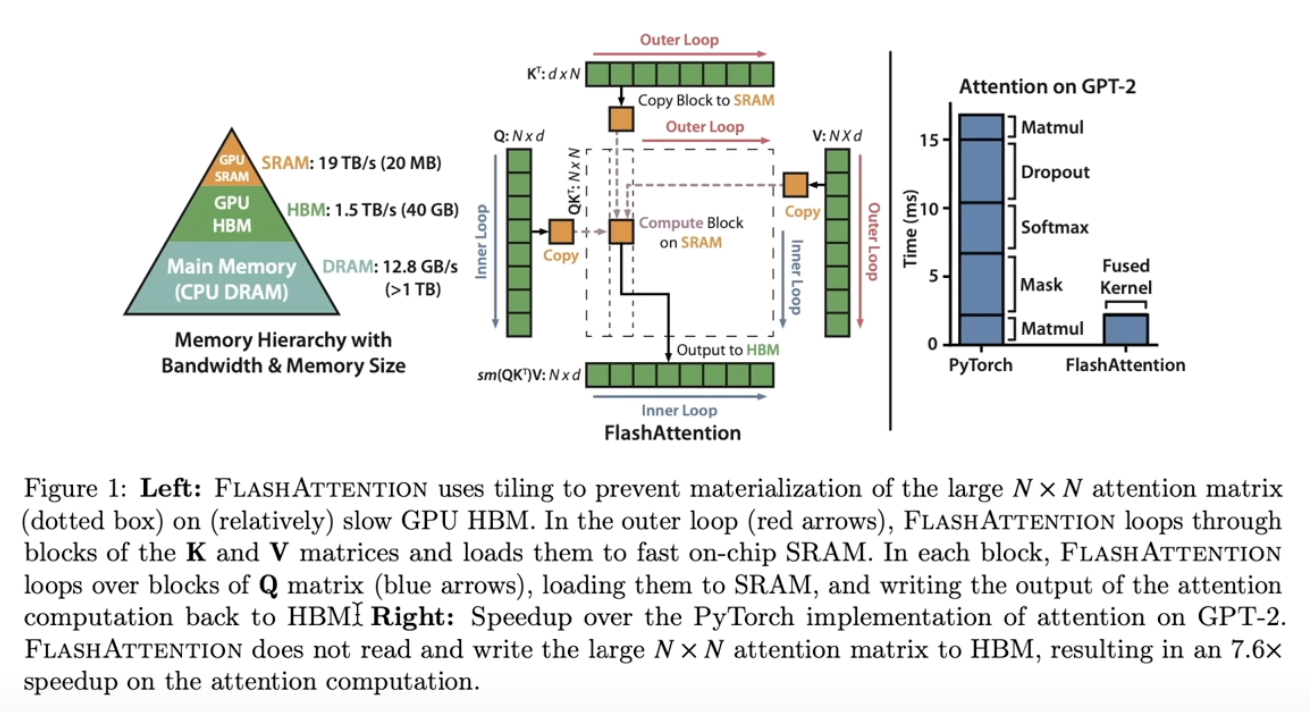 GPU
SRAM
SRAM: 19 TB/s (20 MB)
GPU
HBM
HBM: 1.5 TB/s (40 GB)
Main Memory
(CPU DRAM)
DRAM: 12.8 GB/s
(>1 TB)
Memory Hierarchy with
Bandwidth & Memory Size
Outer Loop
Kᵀ: d x N
Copy Block to SRAM
Outer Loop
Q: N x d
V: N X d
QKᵀ: N x N
Inner Loop
Copy
Compute Block
on SRAM
Copy
Inner Loop
Outer Loop
Output to HBM
sm(QKᵀ)V: N x d
Inner Loop
FlashAttention
Attention on GPT-2
Time (ms)
15
10
5
0
Matmul
Dropout
Softmax
Mask
Matmul
Fused
Kernel
PyTorch
FlashAttention
Figure 1: Left: FLASHATTENTION uses tiling to prevent materialization of the large N × N attention matrix
(dotted box) on (relatively) slow GPU HBM. In the outer loop (red arrows), FLASHATTENTION loops through
blocks of the K and V matrices and loads them to fast on-chip SRAM. In each block, FLASHATTENTION
loops over blocks of Q matrix (blue arrows), loading them to SRAM, and writing the output of the attention
computation back to HBM. Right: Speedup over the PyTorch implementation of attention on GPT-2.
FLASHATTENTION does not read and write the large N × N attention matrix to HBM, resulting in an 7.6×
speedup on the attention computation.